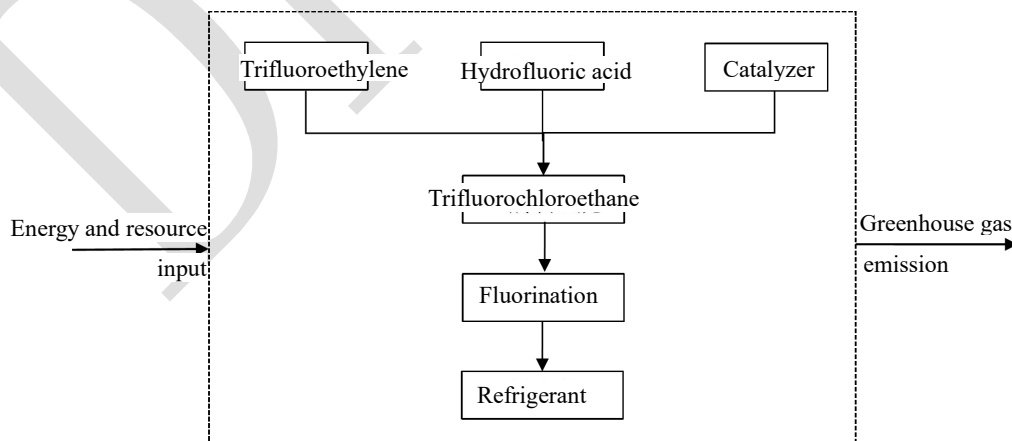 Trifluoroethylene
Hydrofluoric acid
Catalyzer
Trifluorochloroethane
Energy and resource
input
Greenhouse gas
emission
Fluorination
Refrigerant